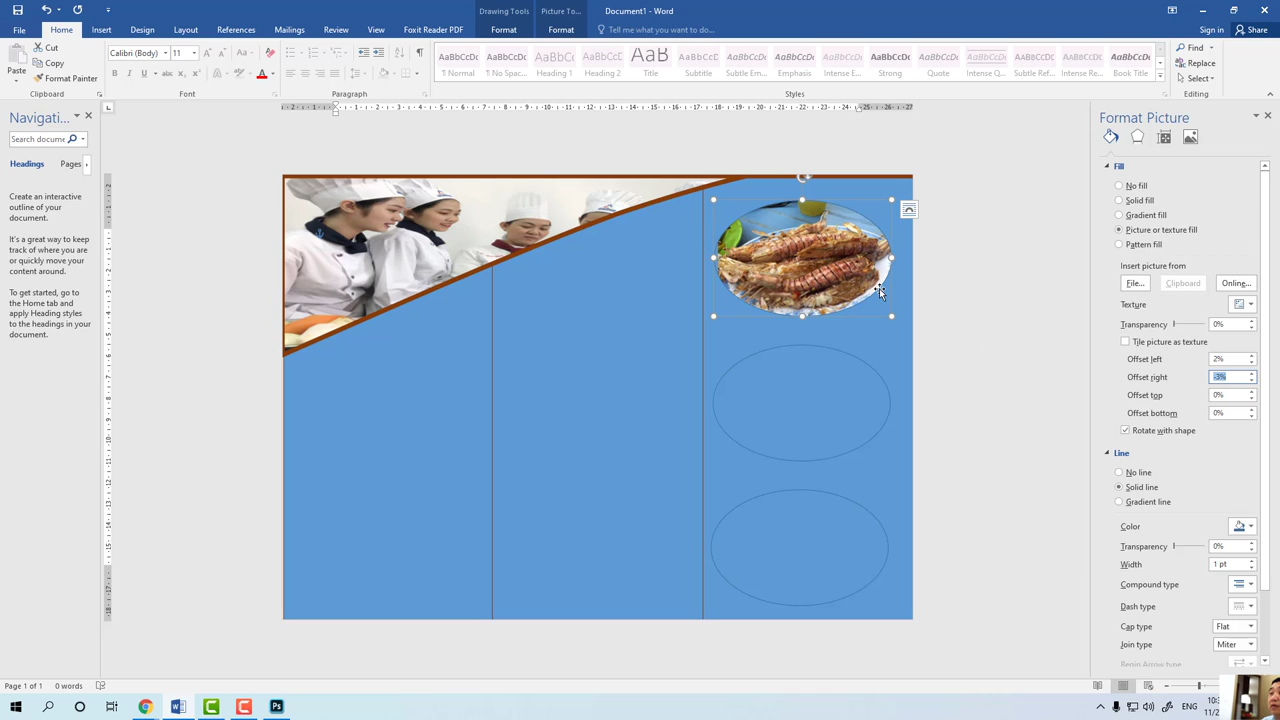 Drawing Tools
Picture To...
Document1 - Word
File
Home
Insert
Design
Layout
References
Mailings
Review
View
Format
Format
Foxit Reader PDF
Tell me what you want to do...
Sign in
Share
Paste
Cut
Copy
Format Painter
Clipboard
Calibri (Body)
11
Font
Paragraph
AaBbCcDc
¶ Normal
AaBbCcDc
¶ No Spac...
AaBbCc
Heading 1
AaBbCcC
Heading 2
AaB
Title
AaBbCcC
Subtitle
AaBbCcDc
Subtle Em...
AaBbCcDc
Emphasis
AaBbCcDc
Intense E...
AaBbCcDc
Strong
AaBbCcDc
Quote
AaBbCcDc
Intense Q...
AaBbCcDc
Subtle Ref...
AaBbCcDc
Intense Re...
AaBbCcDc
Book Title
Styles
Find
Replace
Select
Editing
Navigati...
Search docume
Headings
Pages
Create an interactive
outline of your
document.
It's a great way to keep
track of where you are
or quickly move your
content around.
To get started, go to
the Home tab and
apply Heading styles to
the headings in your
document.
Format Picture
Fill
No fill
Solid fill
Gradient fill
Picture or texture fill
Pattern fill
Insert picture from
File...
Clipboard
Online...
Texture
Transparency
0%
Tile picture as texture
Offset left
2%
Offset right
-3%
Offset top
0%
Offset bottom
0%
Rotate with shape
Line
No line
Solid line
Gradient line
Color
Transparency
0%
Width
1 pt
Compound type
Dash type
Cap type
Flat
Join type
Miter
Begin Arrow type
Page 1 of 1
0 words
ENG